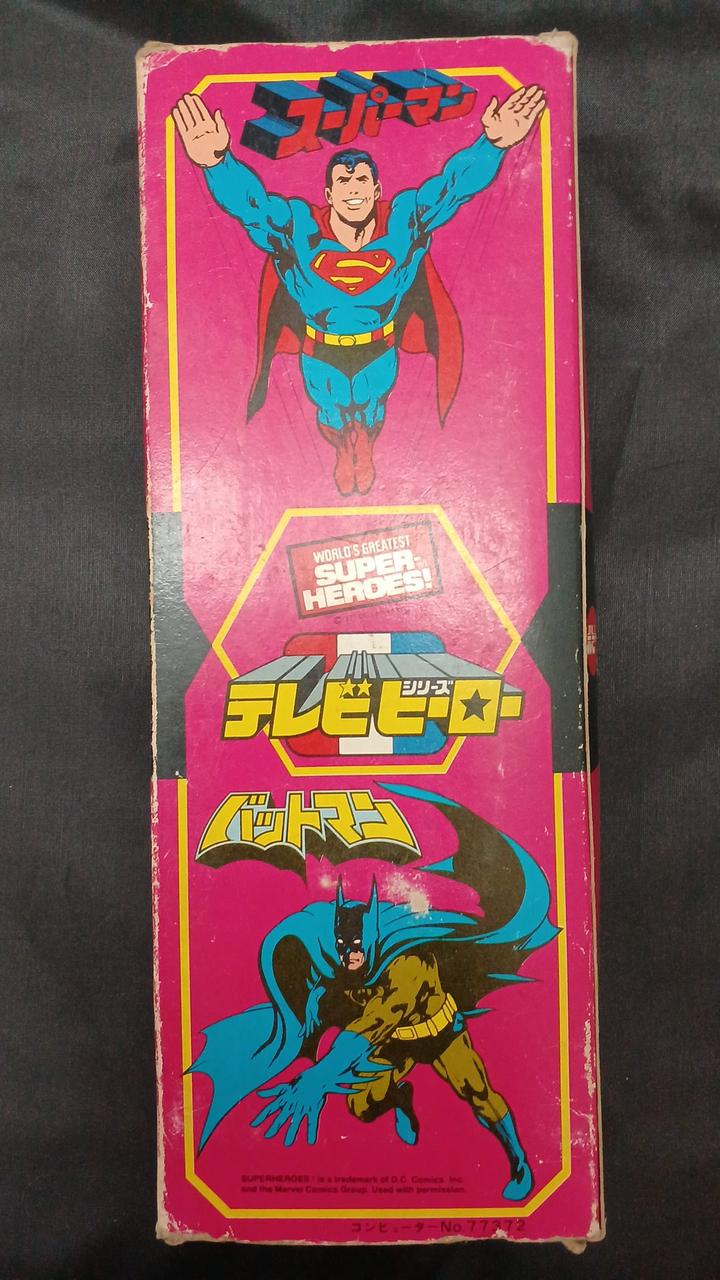 スーパーマン
WORLD'S GREATEST
SUPER-
HEROES!
シリーズ
テレビヒーロー
バットマン
SUPERHEROES! is a trademark of D.C. Comics. Inc.
and the Marvel Comics Group. Used with permission.
コンピューターNo.77372